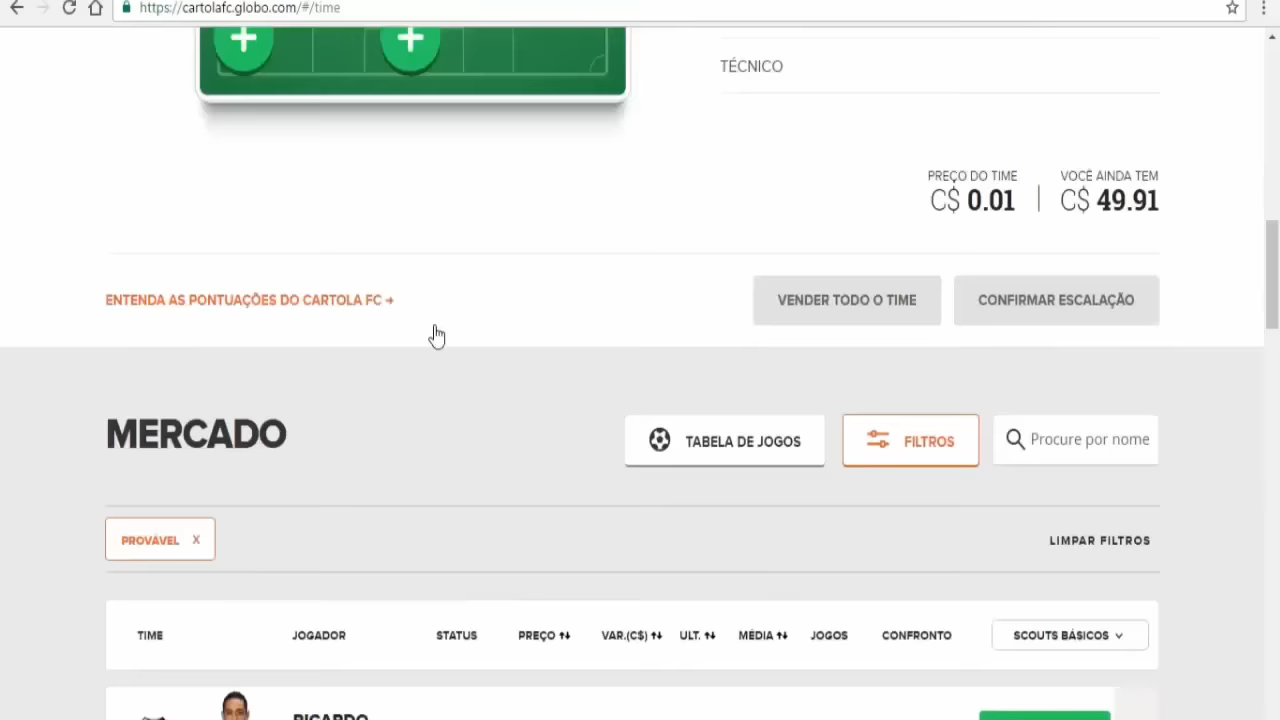 https://cartolafc.globo.com/#/time
TÉCNICO
PREÇO DO TIME
VOCÊ AINDA TEM
C$ 0.01
C$ 49.91
ENTENDA AS PONTUAÇÕES DO CARTOLA FC →
VENDER TODO O TIME
CONFIRMAR ESCALAÇÃO
MERCADO
TABELA DE JOGOS
FILTROS
Procure por nome
PROVÁVEL X
LIMPAR FILTROS
TIME JOGADOR STATUS PREÇO VAR.(C$) ULT. MÉDIA JOGOS CONFRONTO SCOUTS BÁSICOS
RICARDO